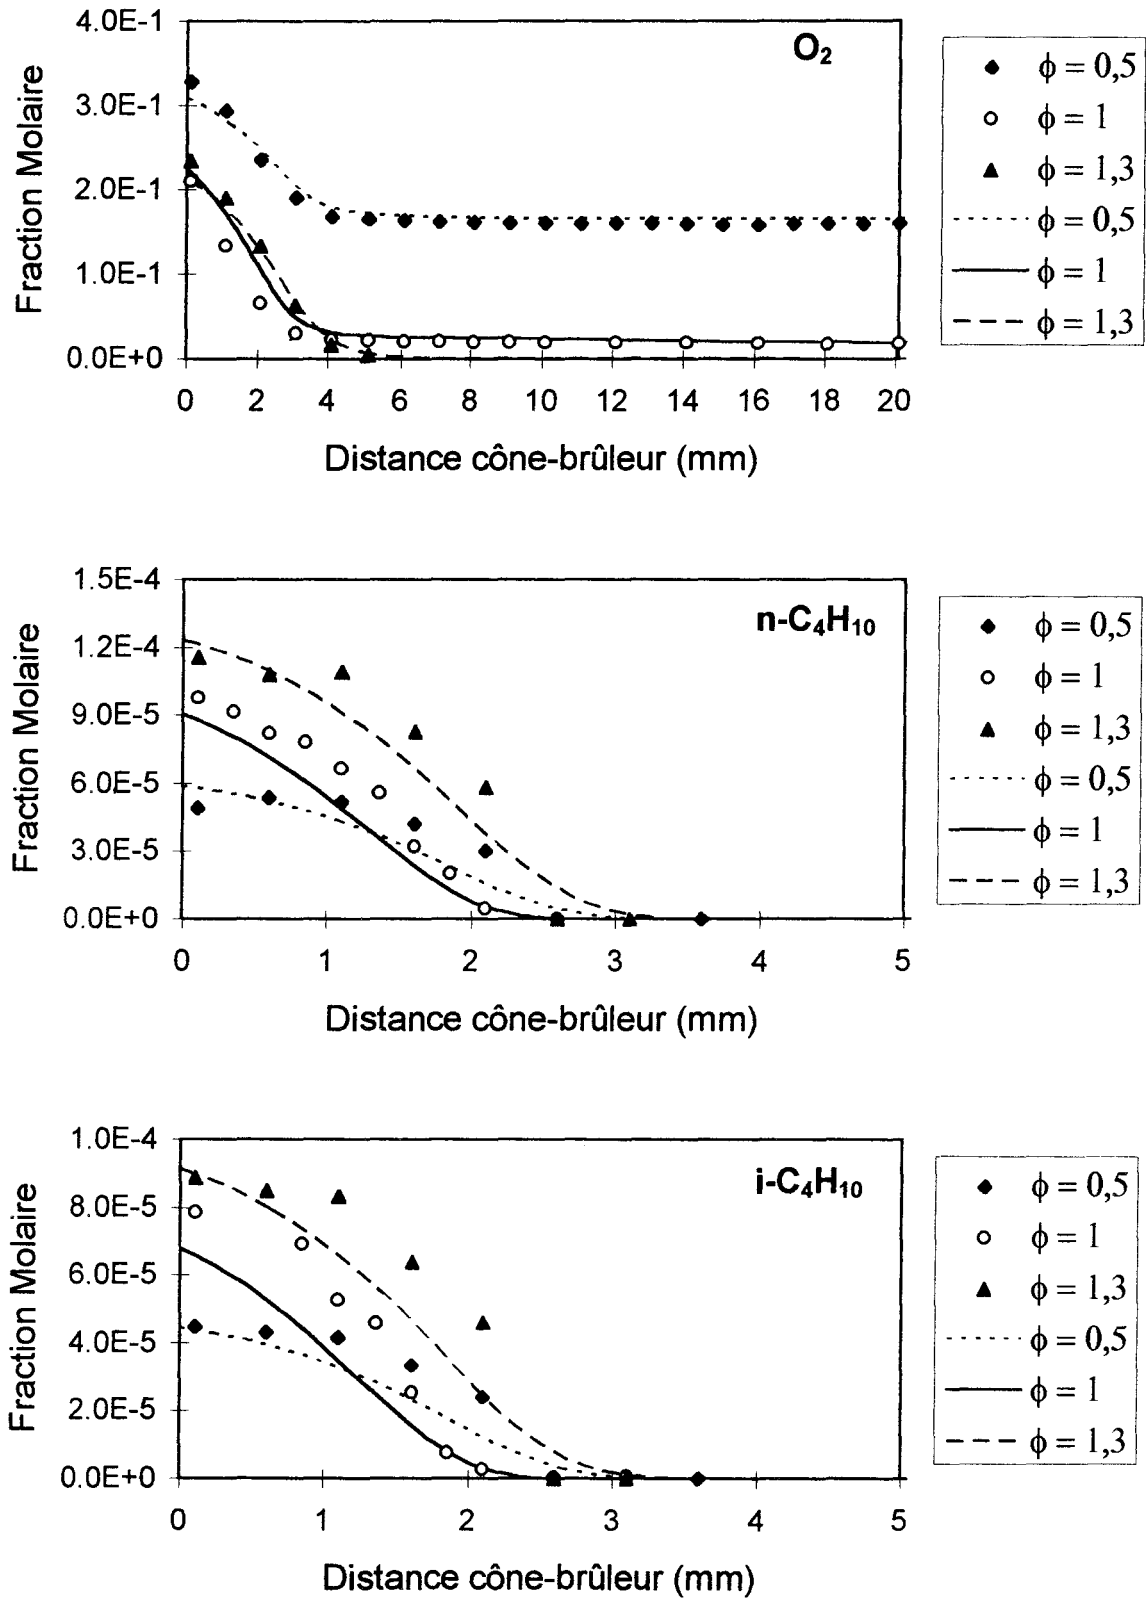 4.0E-1
3.0E-1
2.0E-1
1.0E-1
0.0E+0
Fraction Molaire
O₂
0 2 4 6 8 10 12 14 16 18 20
Distance cône-brûleur (mm)
ϕ = 0,5
ϕ = 1
ϕ = 1,3
ϕ = 0,5
ϕ = 1
ϕ = 1,3
1.5E-4
1.2E-4
9.0E-5
6.0E-5
3.0E-5
0.0E+0
Fraction Molaire
n-C₄H₁₀
0 1 2 3 4 5
Distance cône-brûleur (mm)
ϕ = 0,5
ϕ = 1
ϕ = 1,3
ϕ = 0,5
ϕ = 1
ϕ = 1,3
1.0E-4
8.0E-5
6.0E-5
4.0E-5
2.0E-5
0.0E+0
Fraction Molaire
i-C₄H₁₀
0 1 2 3 4 5
Distance cône-brûleur (mm)
ϕ = 0,5
ϕ = 1
ϕ = 1,3
ϕ = 0,5
ϕ = 1
ϕ = 1,3